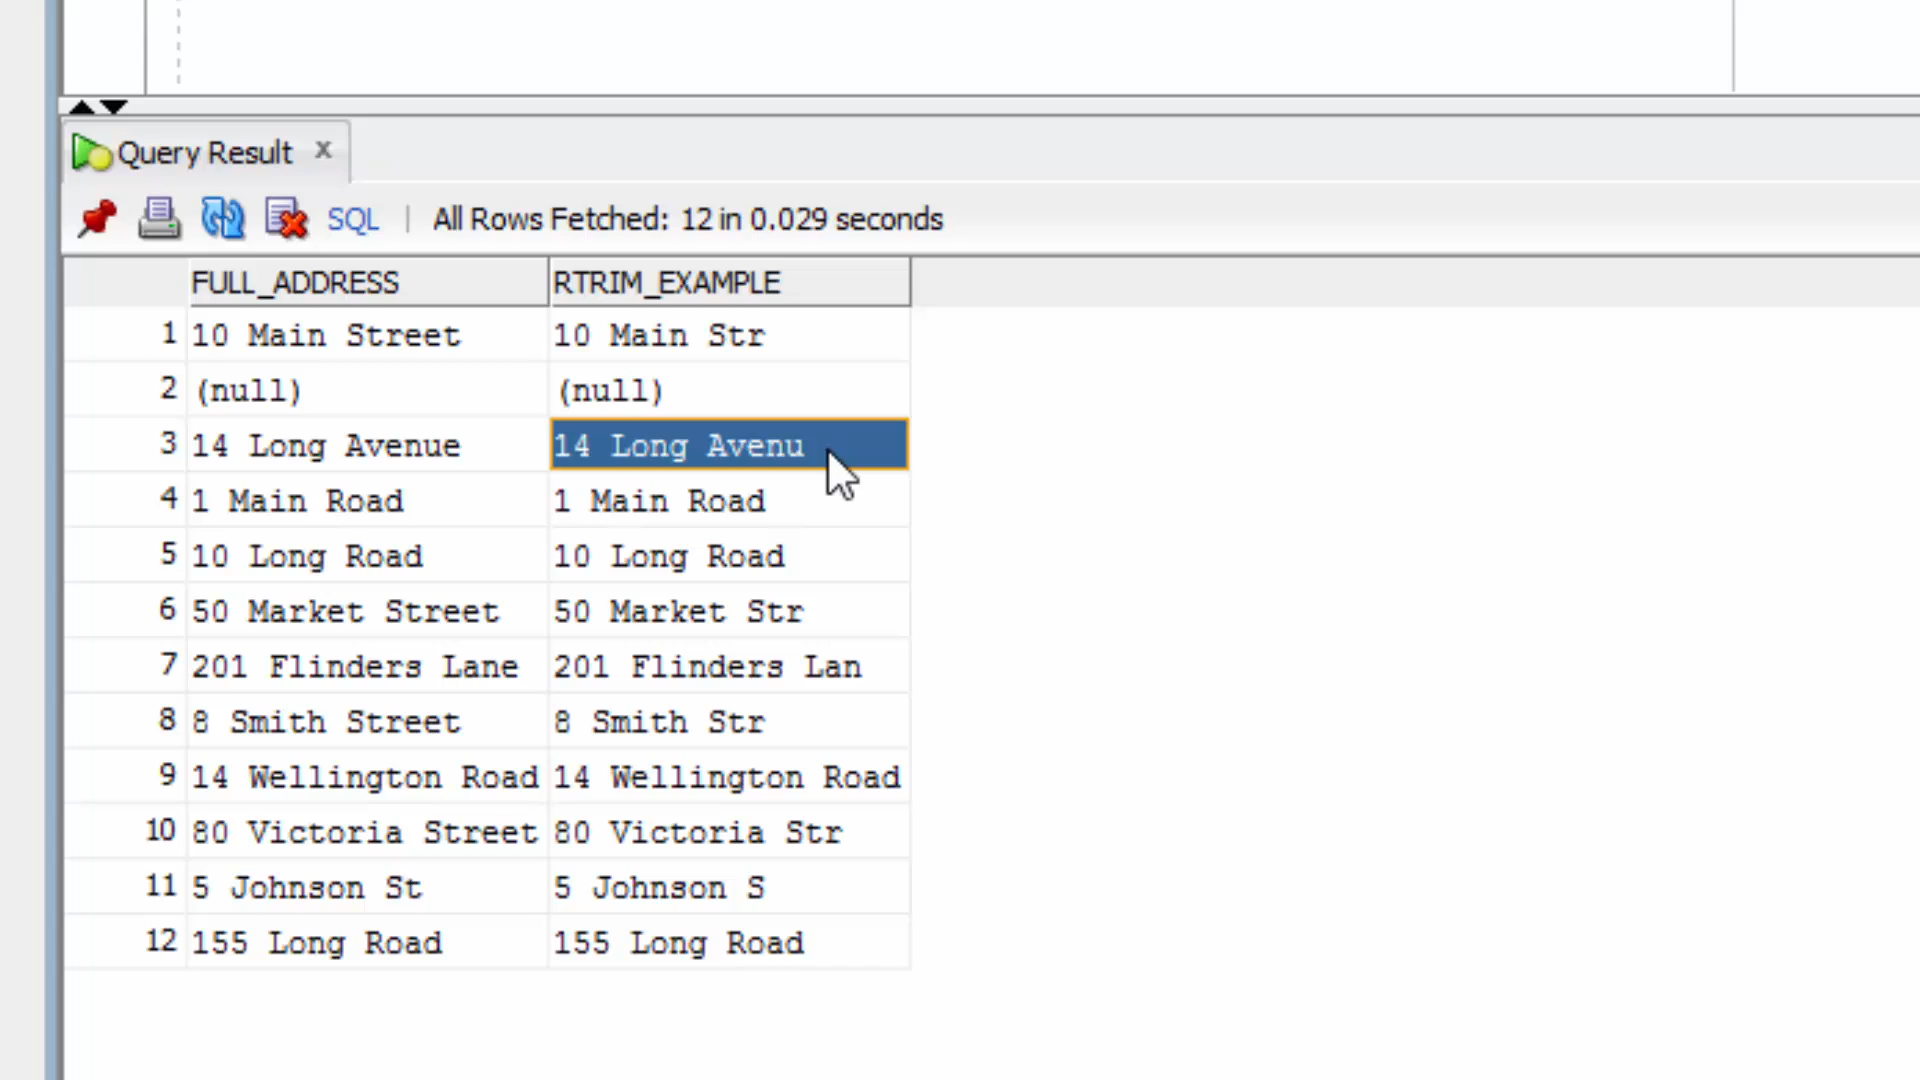 Query Result x
SQL | All Rows Fetched: 12 in 0.029 seconds
FULL_ADDRESS RTRIM_EXAMPLE
1 10 Main Street 10 Main Str
2 (null) (null)
3 14 Long Avenue 14 Long Avenu
4 1 Main Road 1 Main Road
5 10 Long Road 10 Long Road
6 50 Market Street 50 Market Str
7 201 Flinders Lane 201 Flinders Lan
8 8 Smith Street 8 Smith Str
9 14 Wellington Road 14 Wellington Road
10 80 Victoria Street 80 Victoria Str
11 5 Johnson St 5 Johnson S
12 155 Long Road 155 Long Road